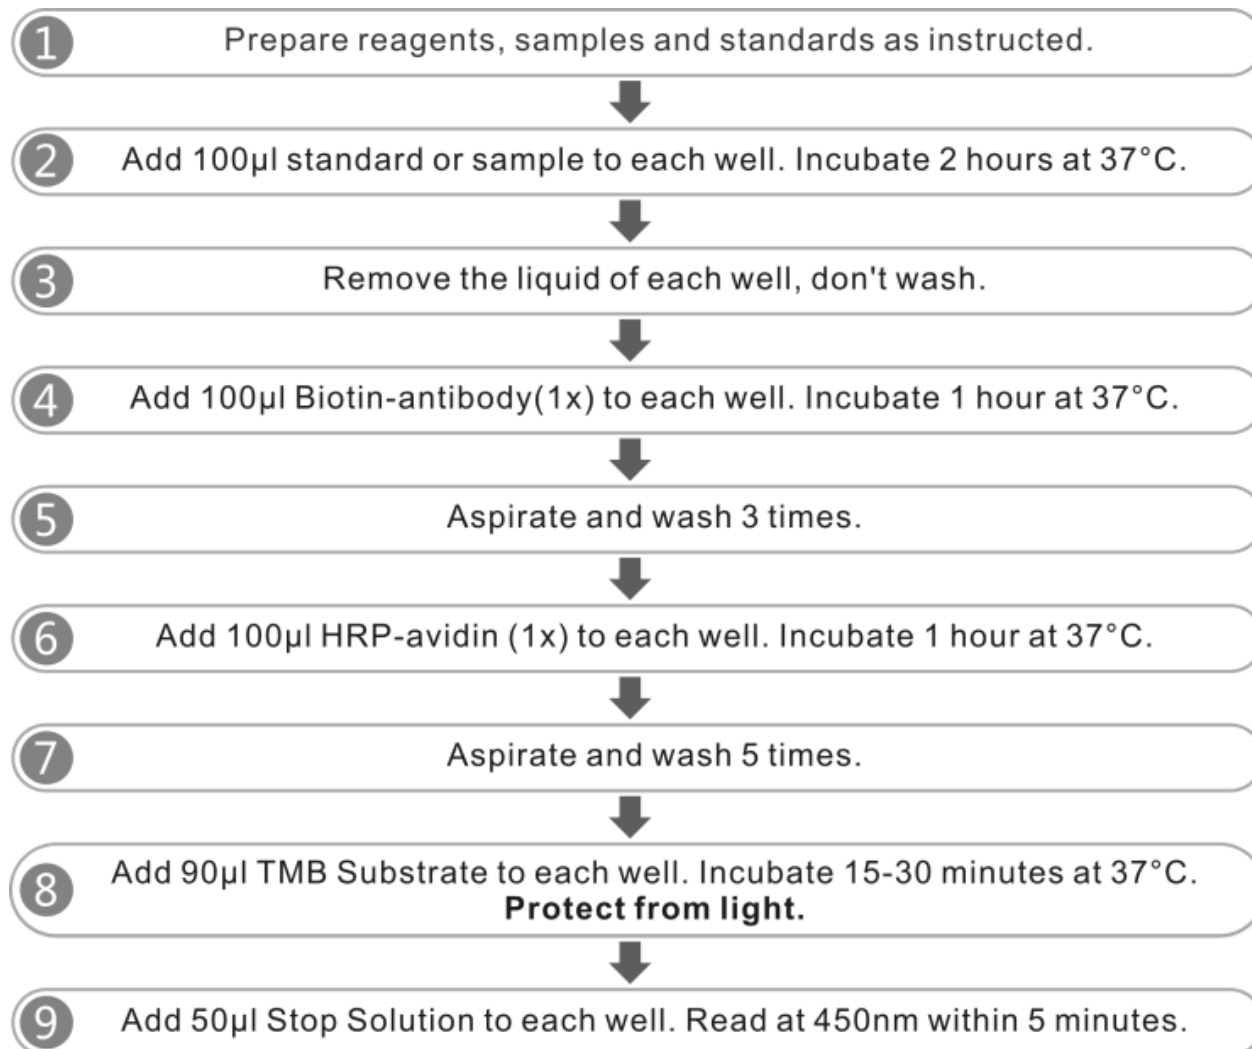 1 Prepare reagents, samples and standards as instructed.
2 Add 100µl standard or sample to each well. Incubate 2 hours at 37°C.
3 Remove the liquid of each well, don't wash.
4 Add 100µl Biotin-antibody(1x) to each well. Incubate 1 hour at 37°C.
5 Aspirate and wash 3 times.
6 Add 100µl HRP-avidin (1x) to each well. Incubate 1 hour at 37°C.
7 Aspirate and wash 5 times.
8 Add 90µl TMB Substrate to each well. Incubate 15-30 minutes at 37°C.
Protect from light.
9 Add 50µl Stop Solution to each well. Read at 450nm within 5 minutes.